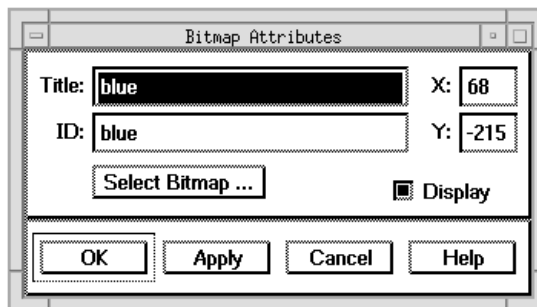 Bitmap Attributes
Title: blue X: 68
ID: blue Y: -215
Select Bitmap ... Display
OK Apply Cancel Help